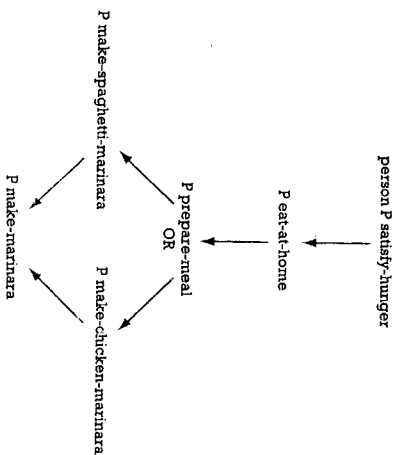 person P satisfy-hunger
P eat-at-home
P prepare-meal
OR
P make-spaghetti-marinara
P make-chicken-marinara
P make-marinara